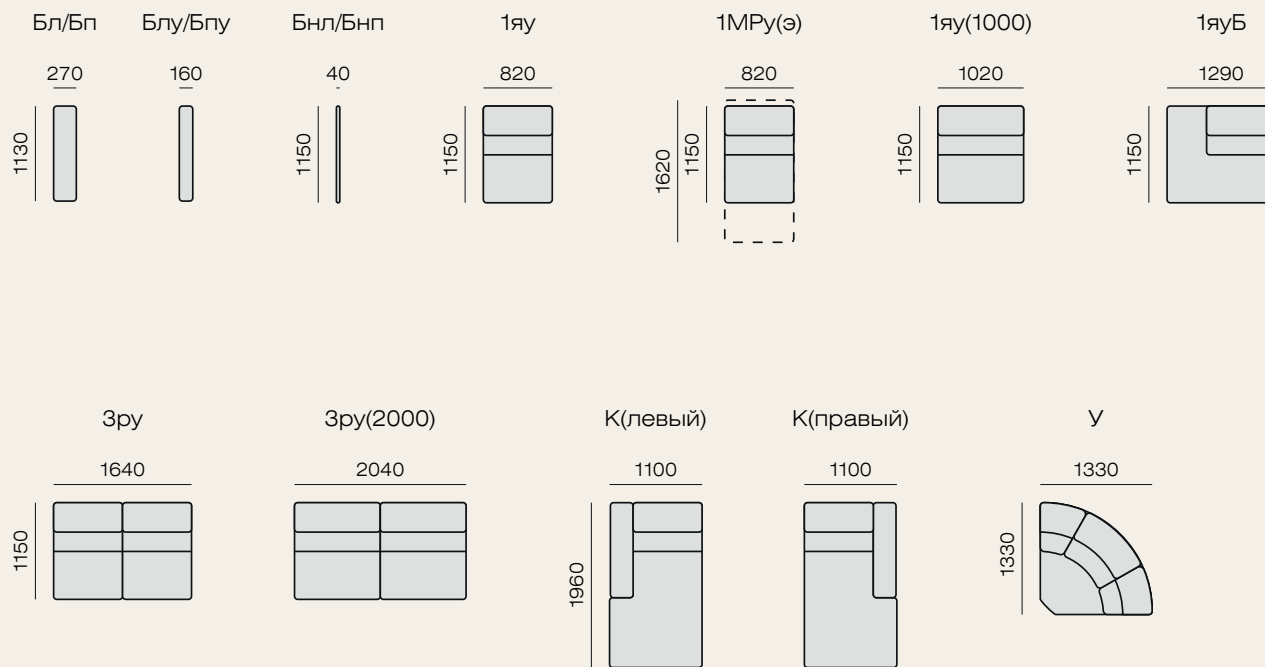 Бл/Бп Блу/Бпу Бнл/Бнп 1яу 1МРу(э) 1яу(1000) 1яуБ
270 160 40 820 820 1020 1290
1130 1150 1150 1620 1150 1150 1150
3ру 3ру(2000) К(левый) К(правый) У
1640 2040 1100 1100 1330
1150 1960 1330